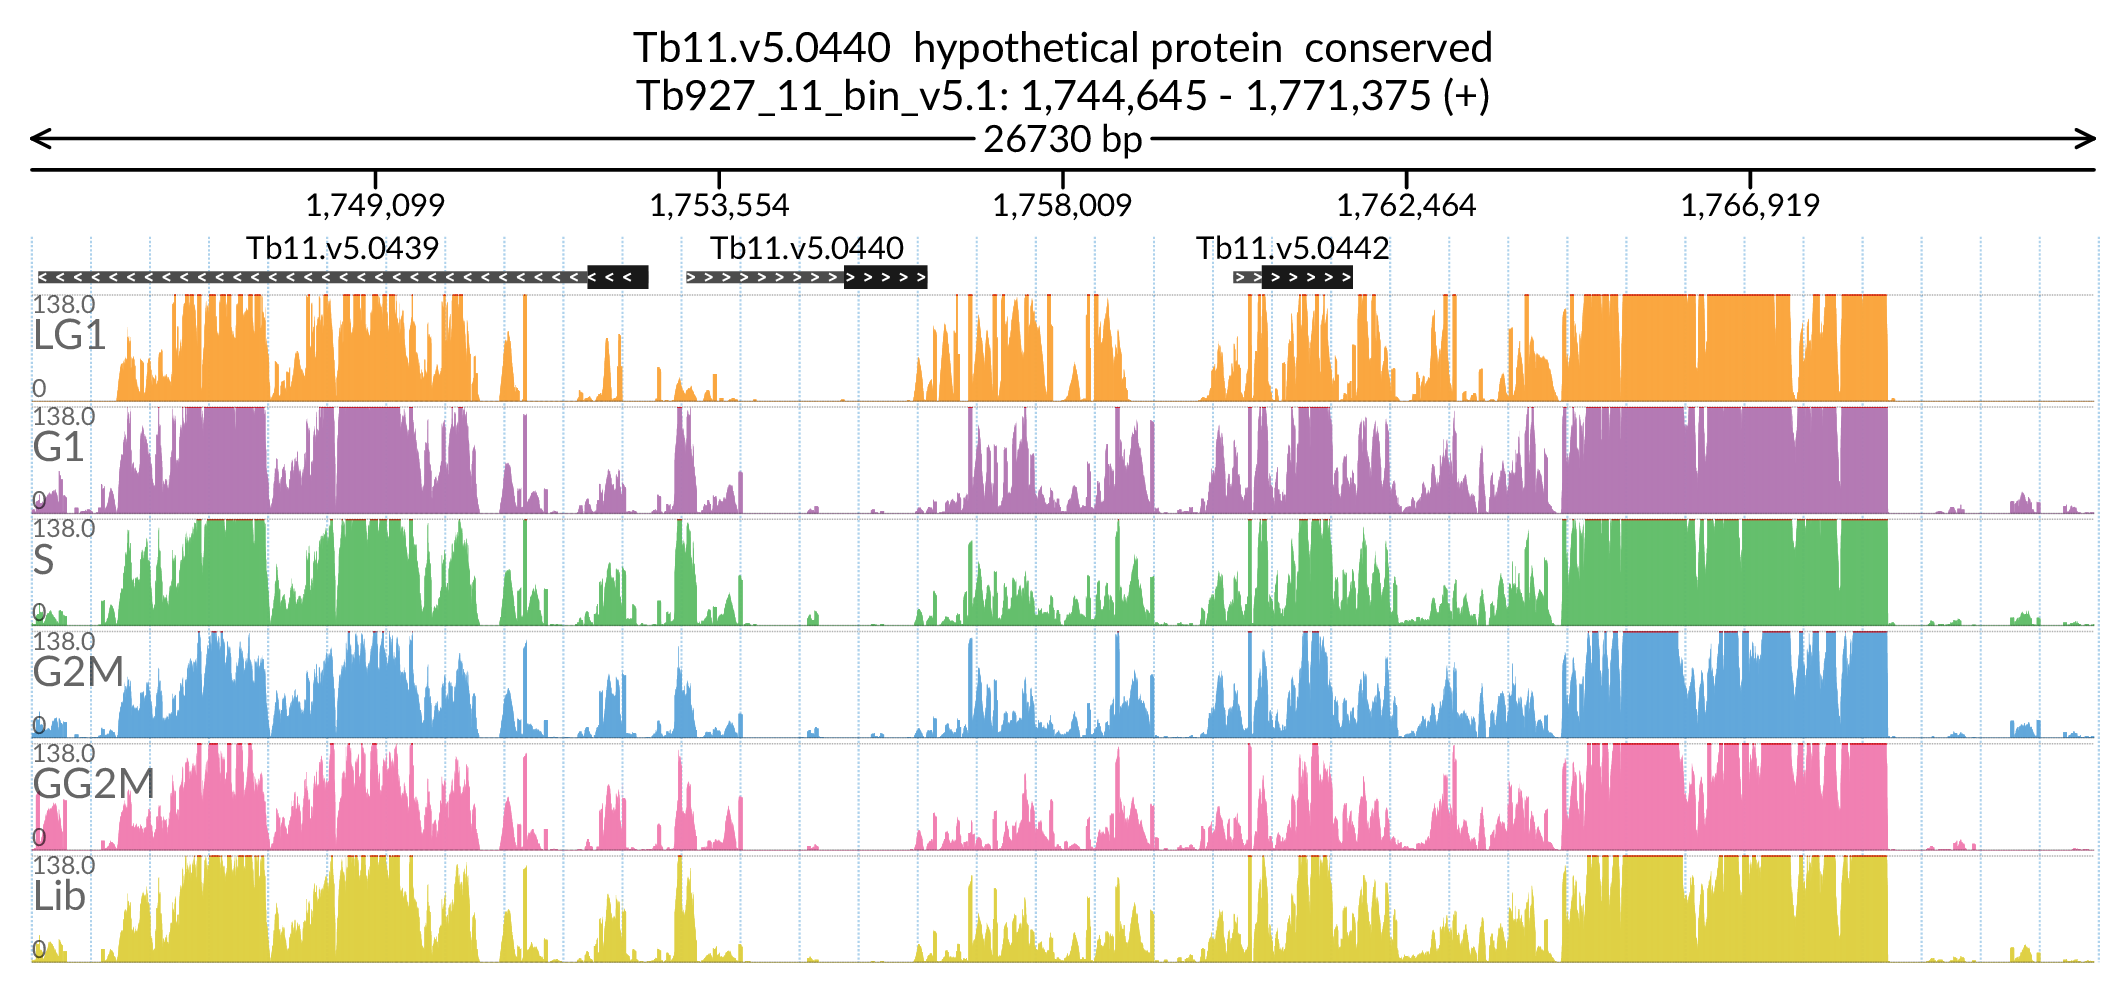 Tb11.v5.0440  hypothetical protein  conserved
Tb927_11_bin_v5.1: 1,744,645 - 1,771,375 (+)
26730 bp
1,749,099 1,753,554 1,758,009 1,762,464 1,766,919
Tb11.v5.0439 Tb11.v5.0440 Tb11.v5.0442
138.0
LG1
0
138.0
G1
0
138.0
S
0
138.0
G2M
0
138.0
GG2M
0
138.0
Lib
0